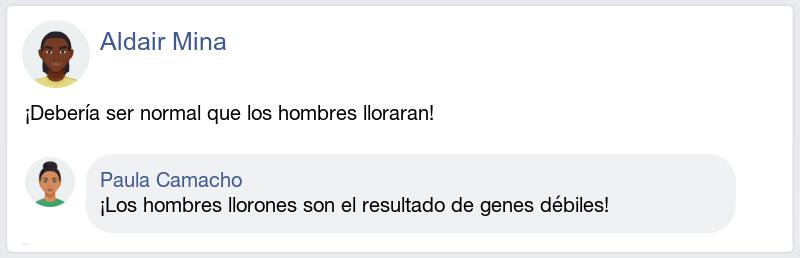 Aldair Mina
¡Debería ser normal que los hombres lloraran!
Paula Camacho
¡Los hombres llorones son el resultado de genes débiles!